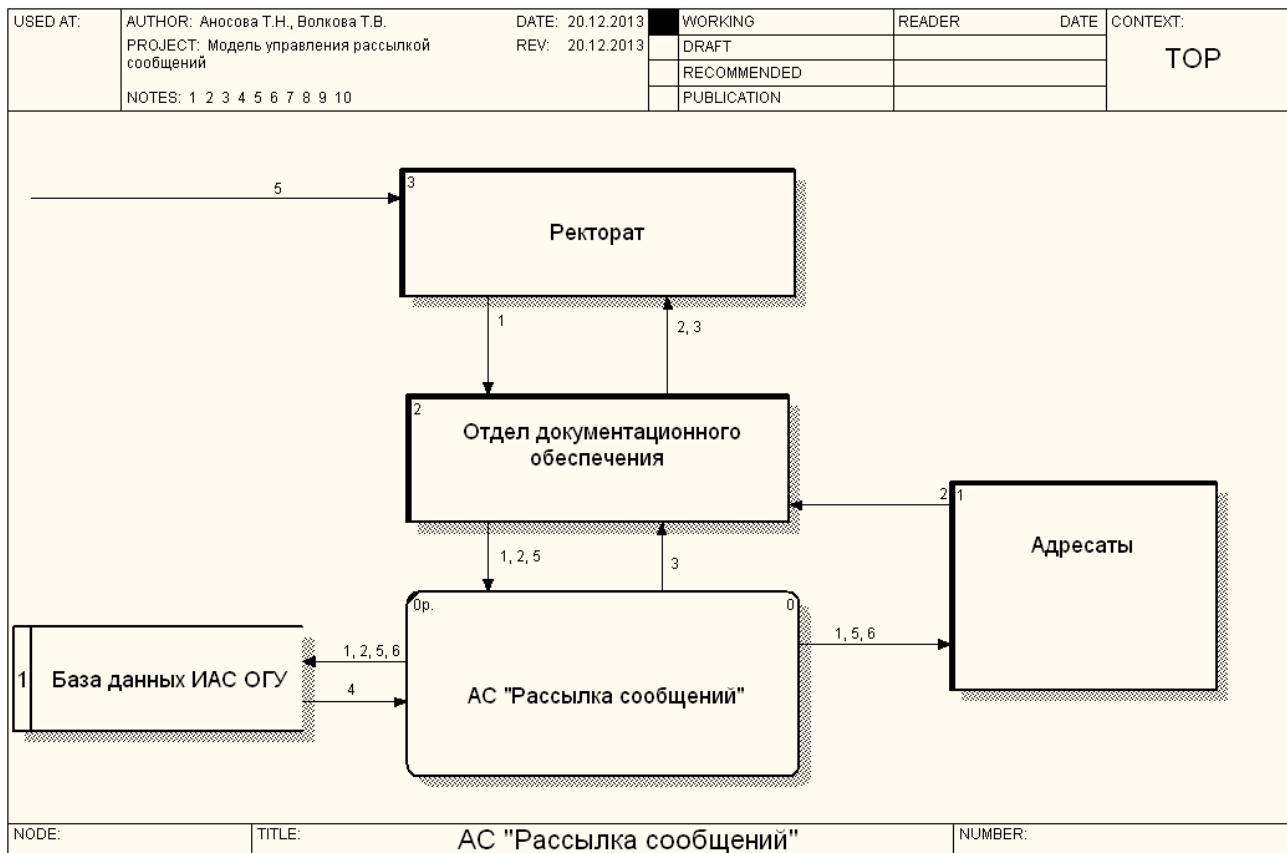 USED AT:
AUTHOR: Аносова Т.Н., Волкова Т.В.
DATE: 20.12.2013
PROJECT: Модель управления рассылкой
сообщений
REV: 20.12.2013
NOTES: 1 2 3 4 5 6 7 8 9 10
WORKING
DRAFT
RECOMMENDED
PUBLICATION
READER
DATE
CONTEXT:
TOP
5
3
Ректорат
1
2, 3
2
Отдел документационного
обеспечения
2
1
Адресаты
1, 2, 5
3
0р.
0
АС "Рассылка сообщений"
1, 5, 6
1, 2, 5, 6
4
1
База данных ИАС ОГУ
NODE:
TITLE:
АС "Рассылка сообщений"
NUMBER: